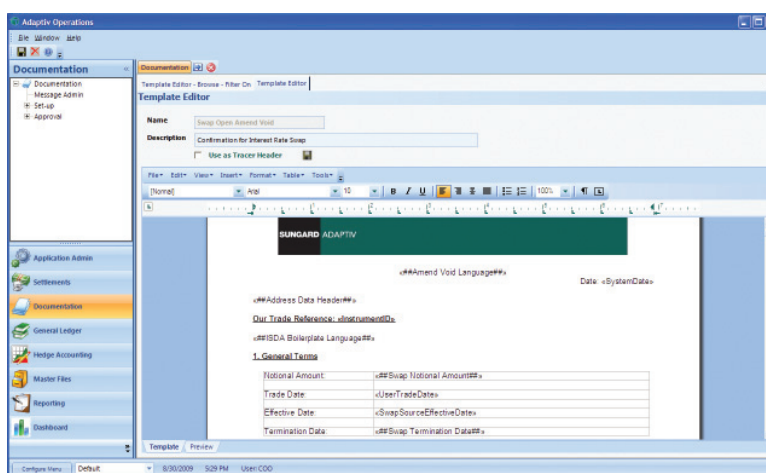 Adaptiv Operations
File Window Help
Documentation
Documentation
Message Admin
Set-up
Approval
Documentation
Template Editor - Browse - Filter On Template Editor
Template Editor
Name Swap Open Amend Void
Description Confirmation for Interest Rate Swap
Use as Tracer Header
File Edit View Insert Format Table Tools
[Normal] Arial 10 B I U 100%
SUNGARD ADAPTIV
«##Amend Void Language##»
Date: «SystemDate»
«##Address Data Header##»
Our Trade Reference: «InstrumentID»
«##ISDA Boilerplate Language##»
1. General Terms
Notional Amount: «##Swap Notional Amount##»
Trade Date: «UserTradeDate»
Effective Date: «SwapSourceEffectiveDate»
Termination Date: «##Swap Termination Date##»
Application Admin
Settlements
Documentation
General Ledger
Hedge Accounting
Master Files
Reporting
Dashboard
Template Preview
Configure Menu Default 8/30/2009 5:29 PM User:COO